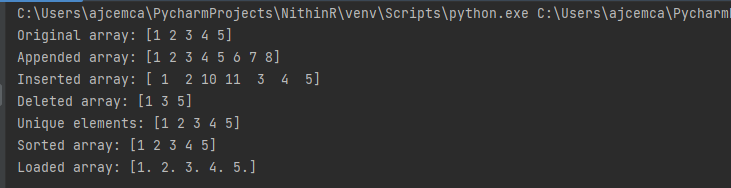 C:\Users\ajcemca\PycharmProjects\NithinR\venv\Scripts\python.exe C:\Users\ajcemca\Pycharm
Original array: [1 2 3 4 5]
Appended array: [1 2 3 4 5 6 7 8]
Inserted array: [ 1  2 10 11  3  4  5]
Deleted array: [1 3 5]
Unique elements: [1 2 3 4 5]
Sorted array: [1 2 3 4 5]
Loaded array: [1. 2. 3. 4. 5.]